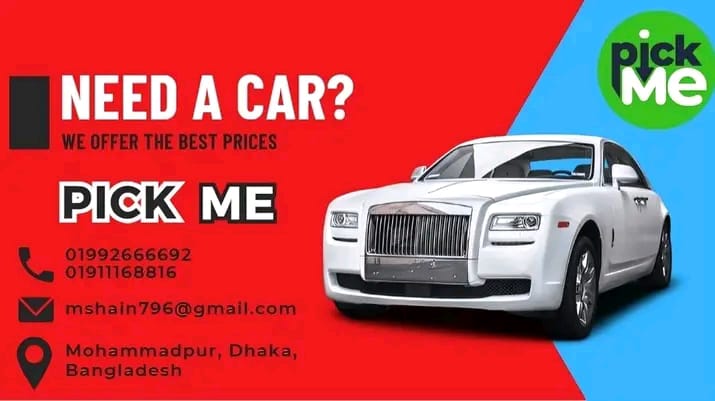 NEED A CAR?
WE OFFER THE BEST PRICES
PICK ME
01992666692
01911168816
mshain796@gmail.com
Mohammadpur, Dhaka,
Bangladesh
pick
Me